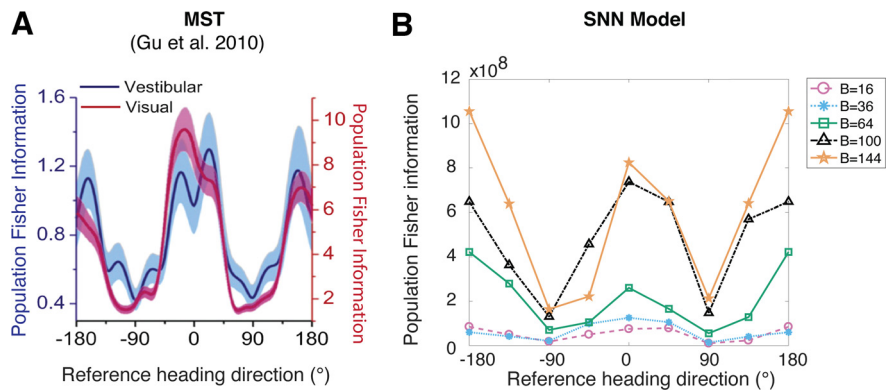 A
MST
(Gu et al. 2010)
Vestibular
Visual
Population Fisher Information
1.6
1.2
0.8
0.4
10
8
6
4
2
Population Fisher Information
-180
-90
0
90
180
Reference heading direction (°)
B
SNN Model
x10⁸
Population Fisher information
12
10
8
6
4
2
0
-180
-90
0
90
180
Reference heading direction (°)
B=16
B=36
B=64
B=100
B=144